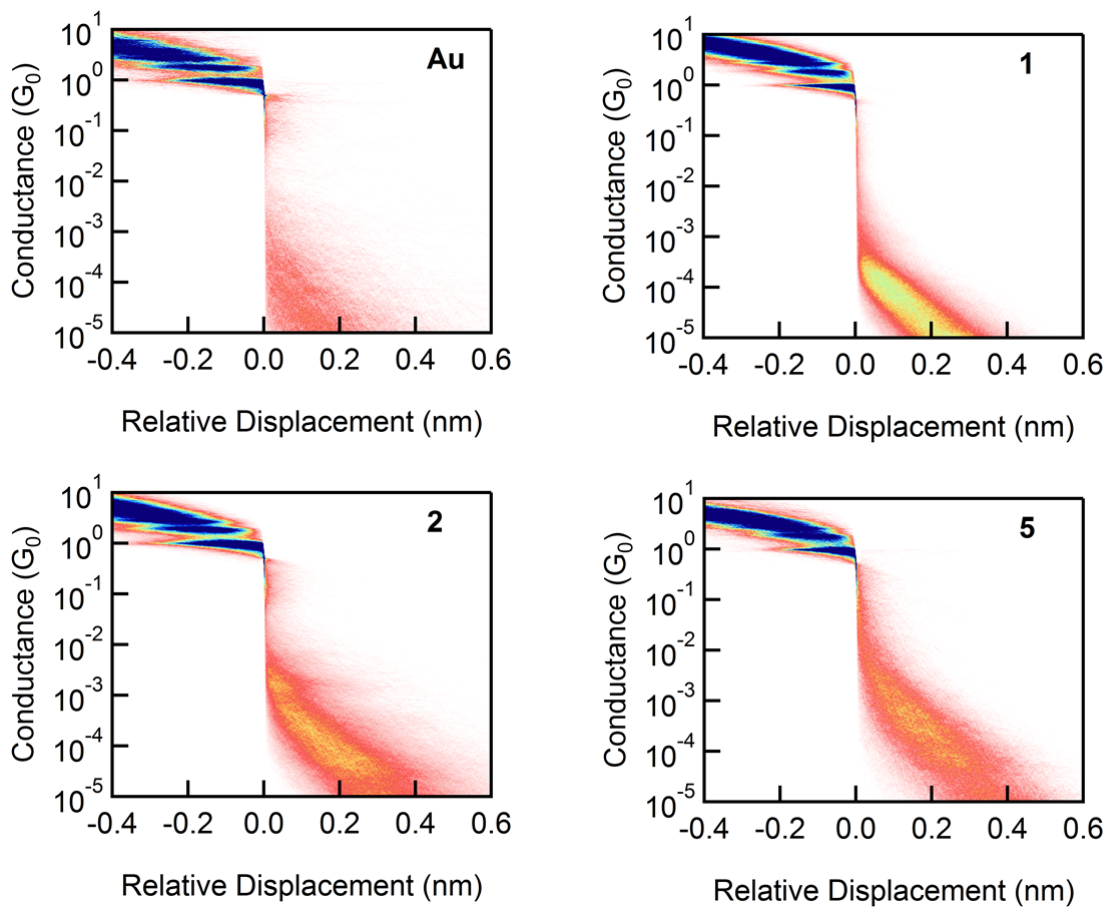 Au
Conductance (G0)
10^1
10^0
10^-1
10^-2
10^-3
10^-4
10^-5
-0.4 -0.2 0.0 0.2 0.4 0.6
Relative Displacement (nm)
1
Conductance (G0)
10^1
10^0
10^-1
10^-2
10^-3
10^-4
10^-5
-0.4 -0.2 0.0 0.2 0.4 0.6
Relative Displacement (nm)
2
Conductance (G0)
10^1
10^0
10^-1
10^-2
10^-3
10^-4
10^-5
-0.4 -0.2 0.0 0.2 0.4 0.6
Relative Displacement (nm)
5
Conductance (G0)
10^1
10^0
10^-1
10^-2
10^-3
10^-4
10^-5
-0.4 -0.2 0.0 0.2 0.4 0.6
Relative Displacement (nm)